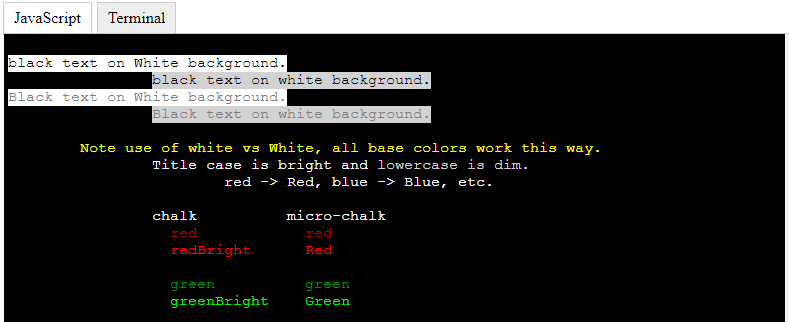 JavaScript Terminal
black text on White background.
black text on white background.
Black text on White background.
Black text on white background.
Note use of white vs White, all base colors work this way.
Title case is bright and lowercase is dim.
red -> Red, blue -> Blue, etc.
chalk micro-chalk
red red
redBright Red
green green
greenBright Green